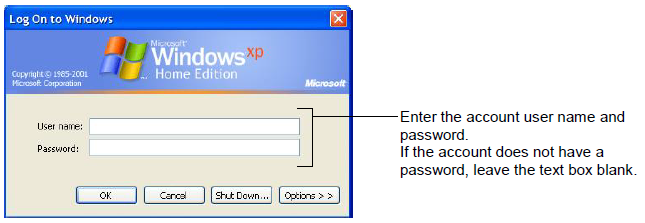 Log On to Windows
Microsoft®
Windows xp
Home Edition
Copyright © 1985-2001
Microsoft Corporation
Microsoft
User name:
Password:
OK
Cancel
Shut Down...
Options > >
Enter the account user name and
password.
If the account does not have a
password, leave the text box blank.